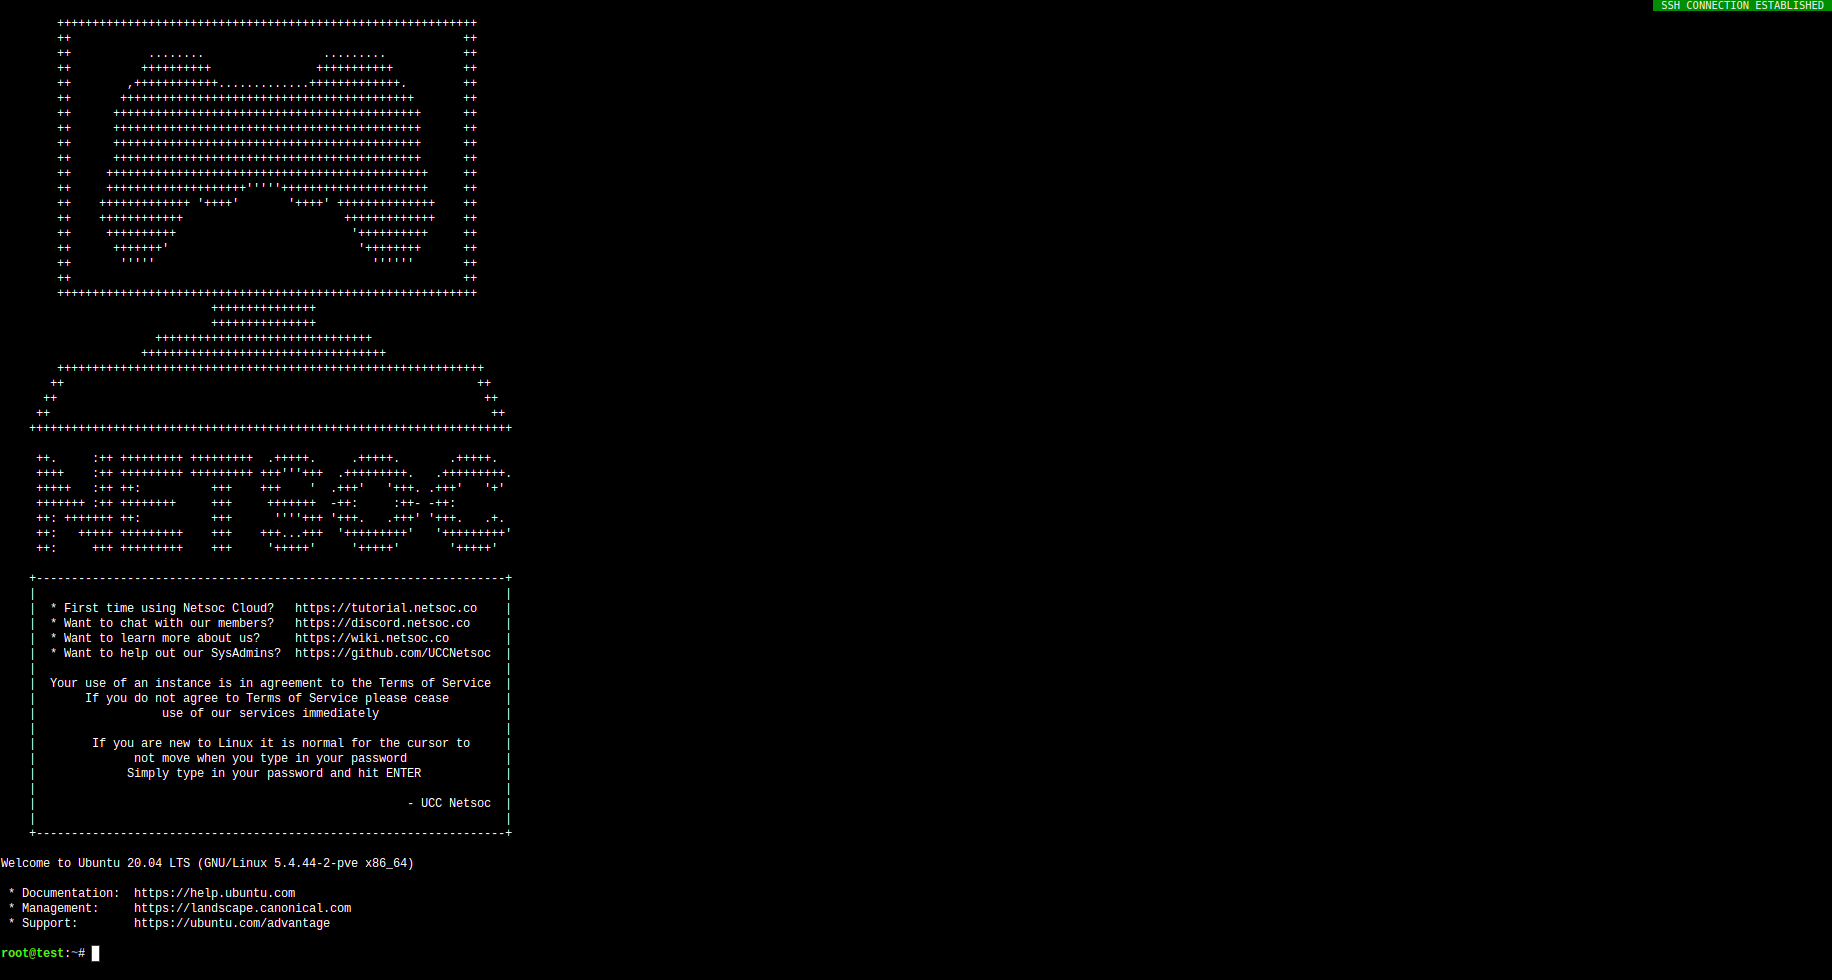 SSH CONNECTION ESTABLISHED
NETSOC
* First time using Netsoc Cloud?   https://tutorial.netsoc.co
* Want to chat with our members?   https://discord.netsoc.co
* Want to learn more about us?     https://wiki.netsoc.co
* Want to help out our SysAdmins?  https://github.com/UCCNetsoc
Your use of an instance is in agreement to the Terms of Service
If you do not agree to Terms of Service please cease
use of our services immediately
If you are new to Linux it is normal for the cursor to
not move when you type in your password
Simply type in your password and hit ENTER
- UCC Netsoc
Welcome to Ubuntu 20.04 LTS (GNU/Linux 5.4.44-2-pve x86_64)
* Documentation:  https://help.ubuntu.com
* Management:     https://landscape.canonical.com
* Support:        https://ubuntu.com/advantage
root@test:~#